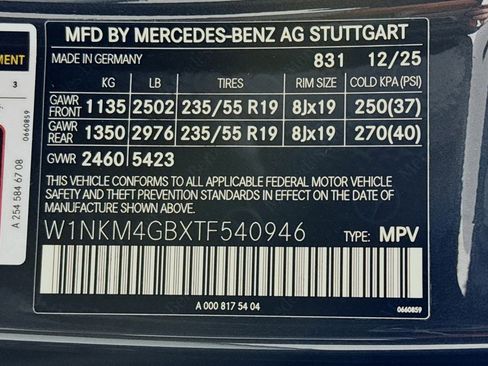 MFD BY MERCEDES-BENZ AG STUTTGART
MADE IN GERMANY 831 12/25
KG LB TIRES RIM SIZE COLD KPA (PSI)
GAWR FRONT 1135 2502 235/55 R19 8Jx19 250(37)
GAWR REAR 1350 2976 235/55 R19 8Jx19 270(40)
GVWR 2460 5423
THIS VEHICLE CONFORMS TO ALL APPLICABLE FEDERAL MOTOR VEHICLE
SAFETY AND THEFT PREVENTION STANDARDS IN EFFECT ON THE DATE
OF MANUFACTURE SHOWN ABOVE.
W1NKM4GBXTF540946 TYPE: MPV
A 000 817 54 04
0660859
3
0660859
A 254 584 67 08